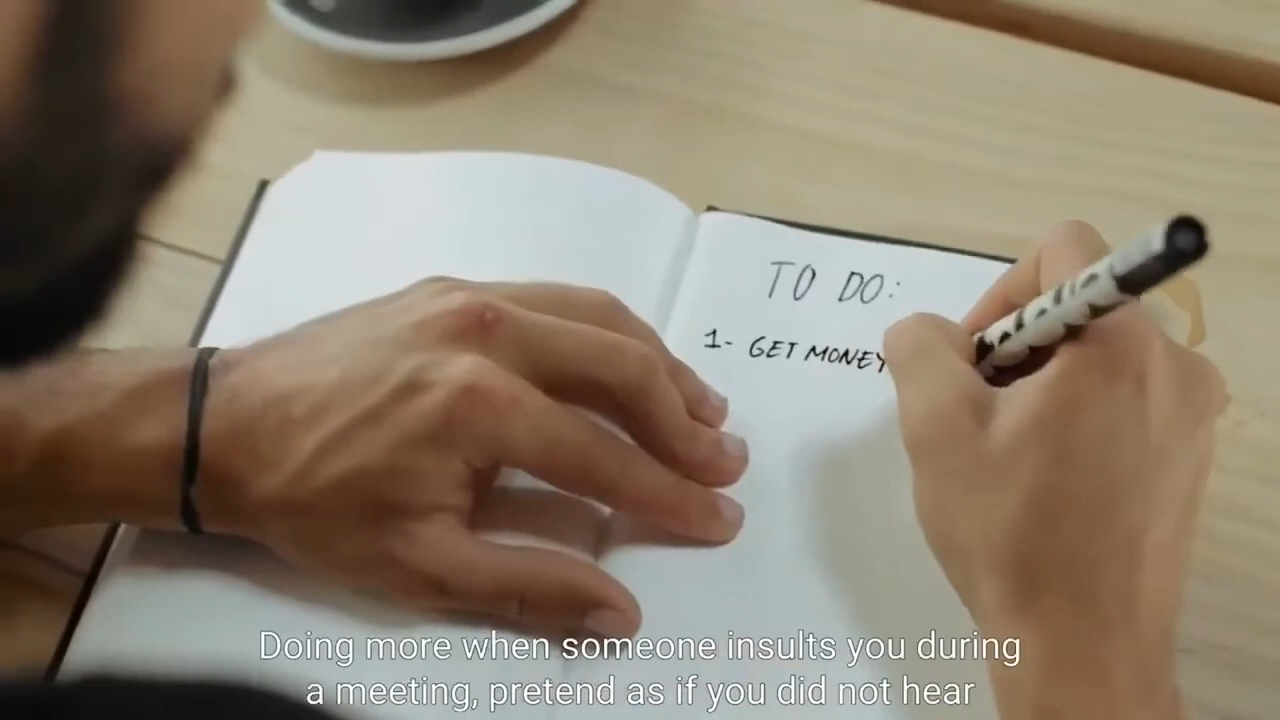 TO DO:
1- GET MONEY
Doing more when someone insults you during
a meeting, pretend as if you did not hear